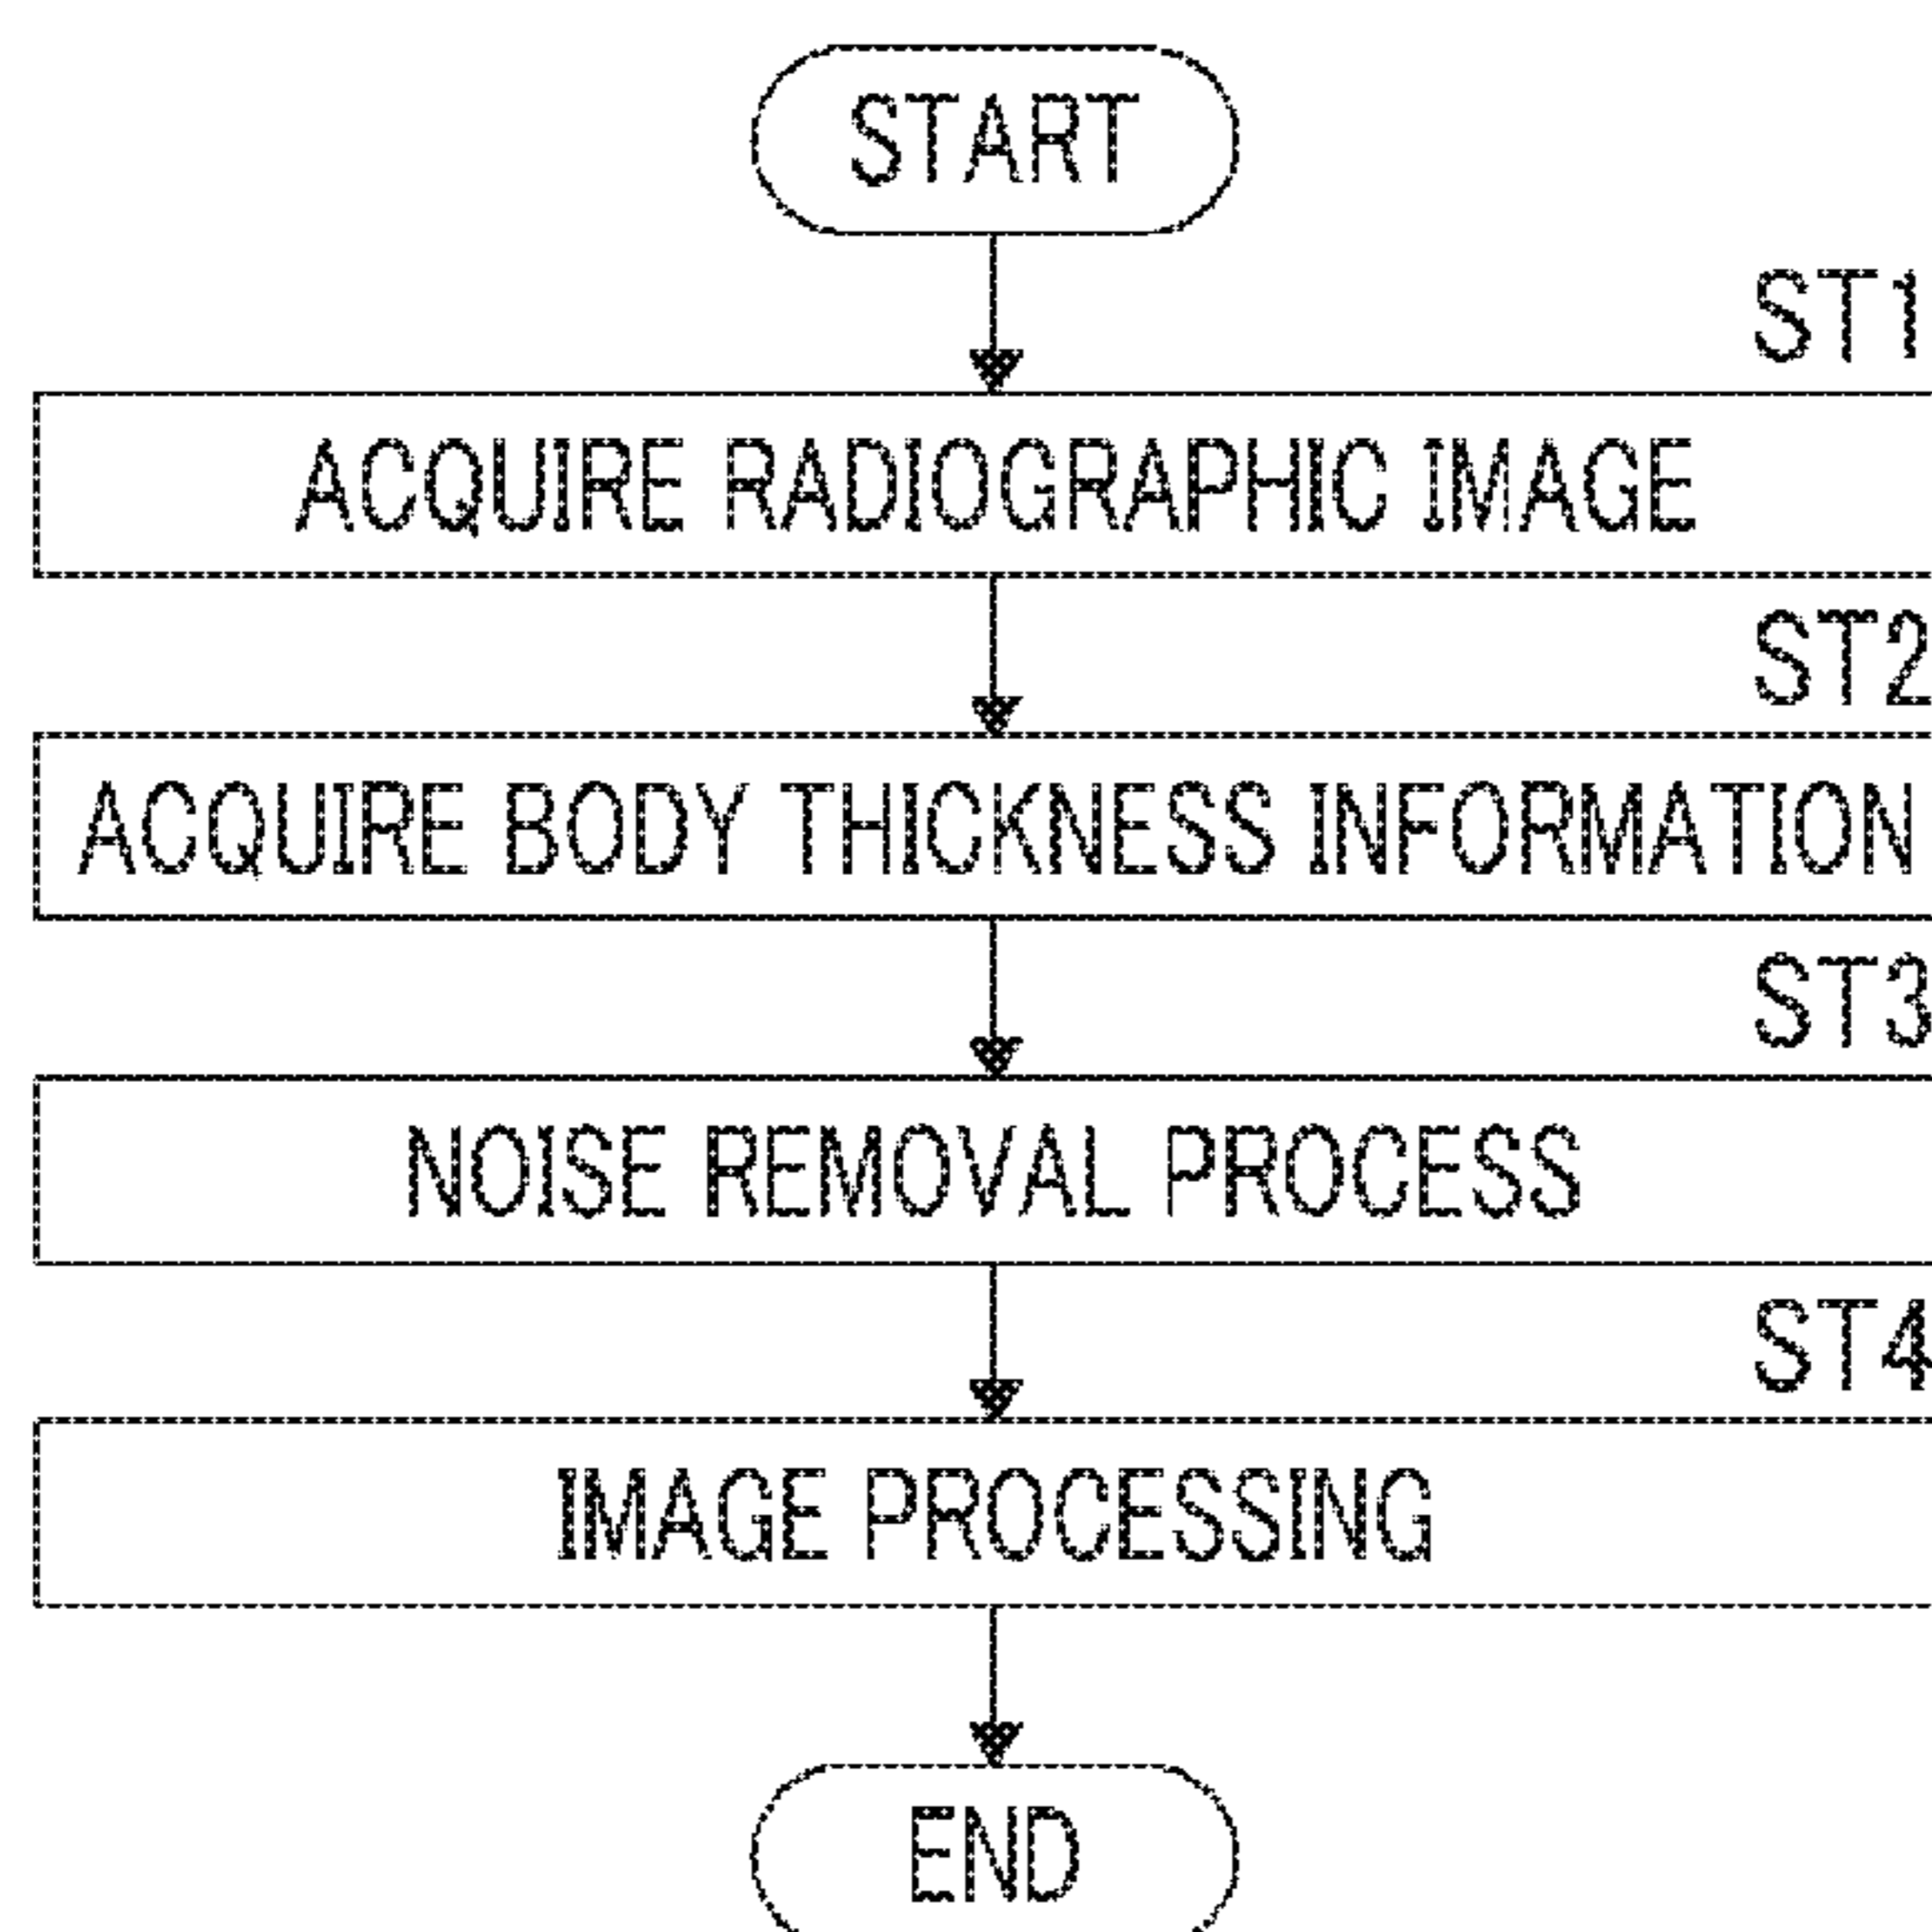 START
ST1
ACQUIRE RADIOGRAPHIC IMAGE
ST2
ACQUIRE BODY THICKNESS INFORMATION
ST3
NOISE REMOVAL PROCESS
ST4
IMAGE PROCESSING
END